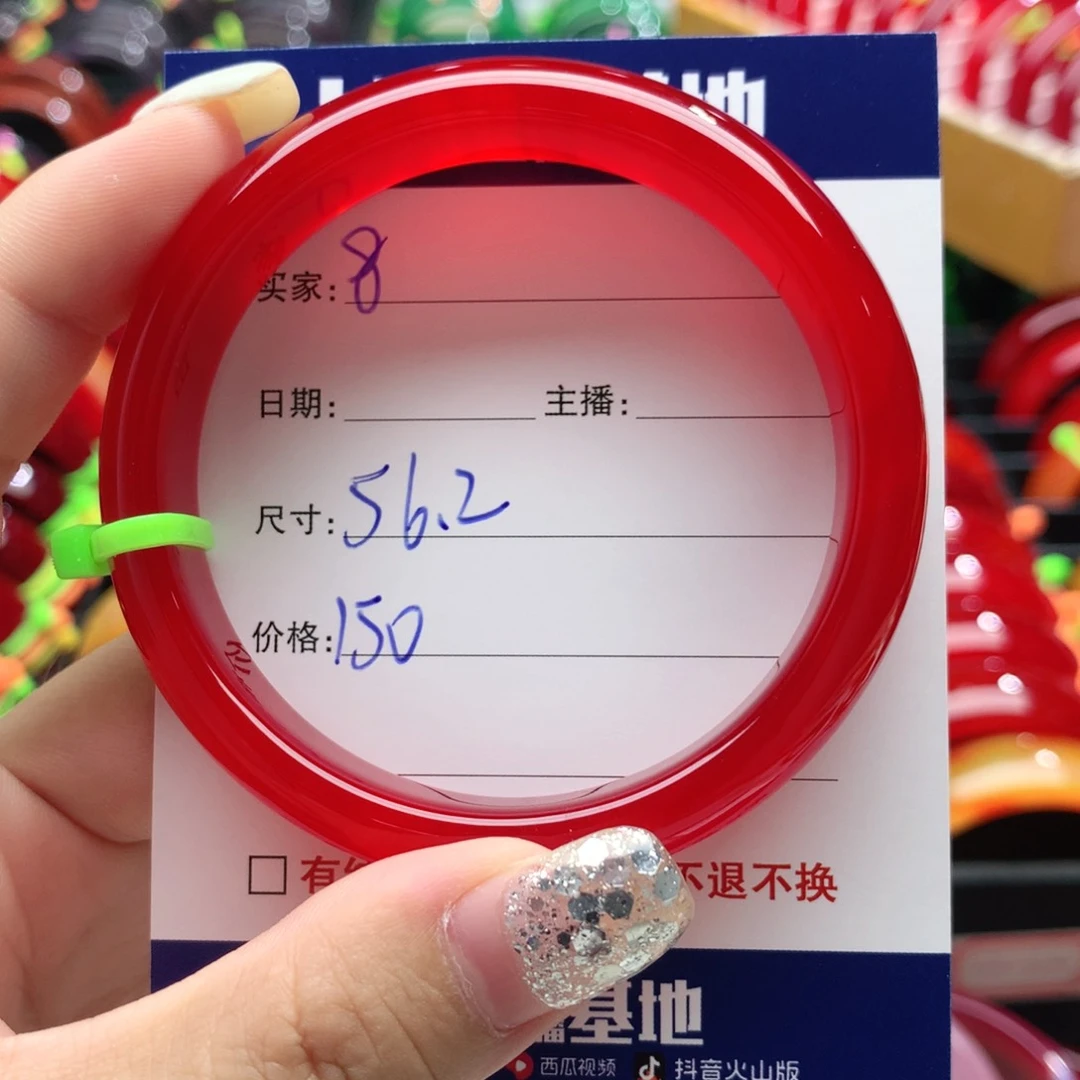 地
买家: 8
日期: 主播:
尺寸: 56.2
价格: 150
有 不退不换
播基地
西瓜视频 抖音火山版